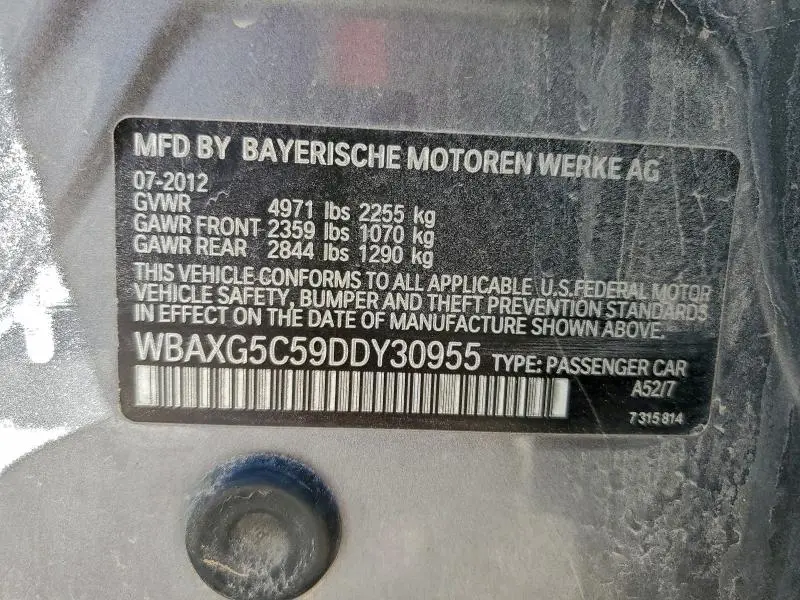 MFD BY BAYERISCHE MOTOREN WERKE AG
07-2012
GVWR 4971 lbs 2255 kg
GAWR FRONT 2359 lbs 1070 kg
GAWR REAR 2844 lbs 1290 kg
THIS VEHICLE CONFORMS TO ALL APPLICABLE U.S. FEDERAL MOTOR
VEHICLE SAFETY, BUMPER AND THEFT PREVENTION STANDARDS
IN EFFECT ON THE DATE OF MANUFACTURE SHOWN ABOVE.
WBAXG5C59DDY30955 TYPE: PASSENGER CAR
A52/7
7 315 814